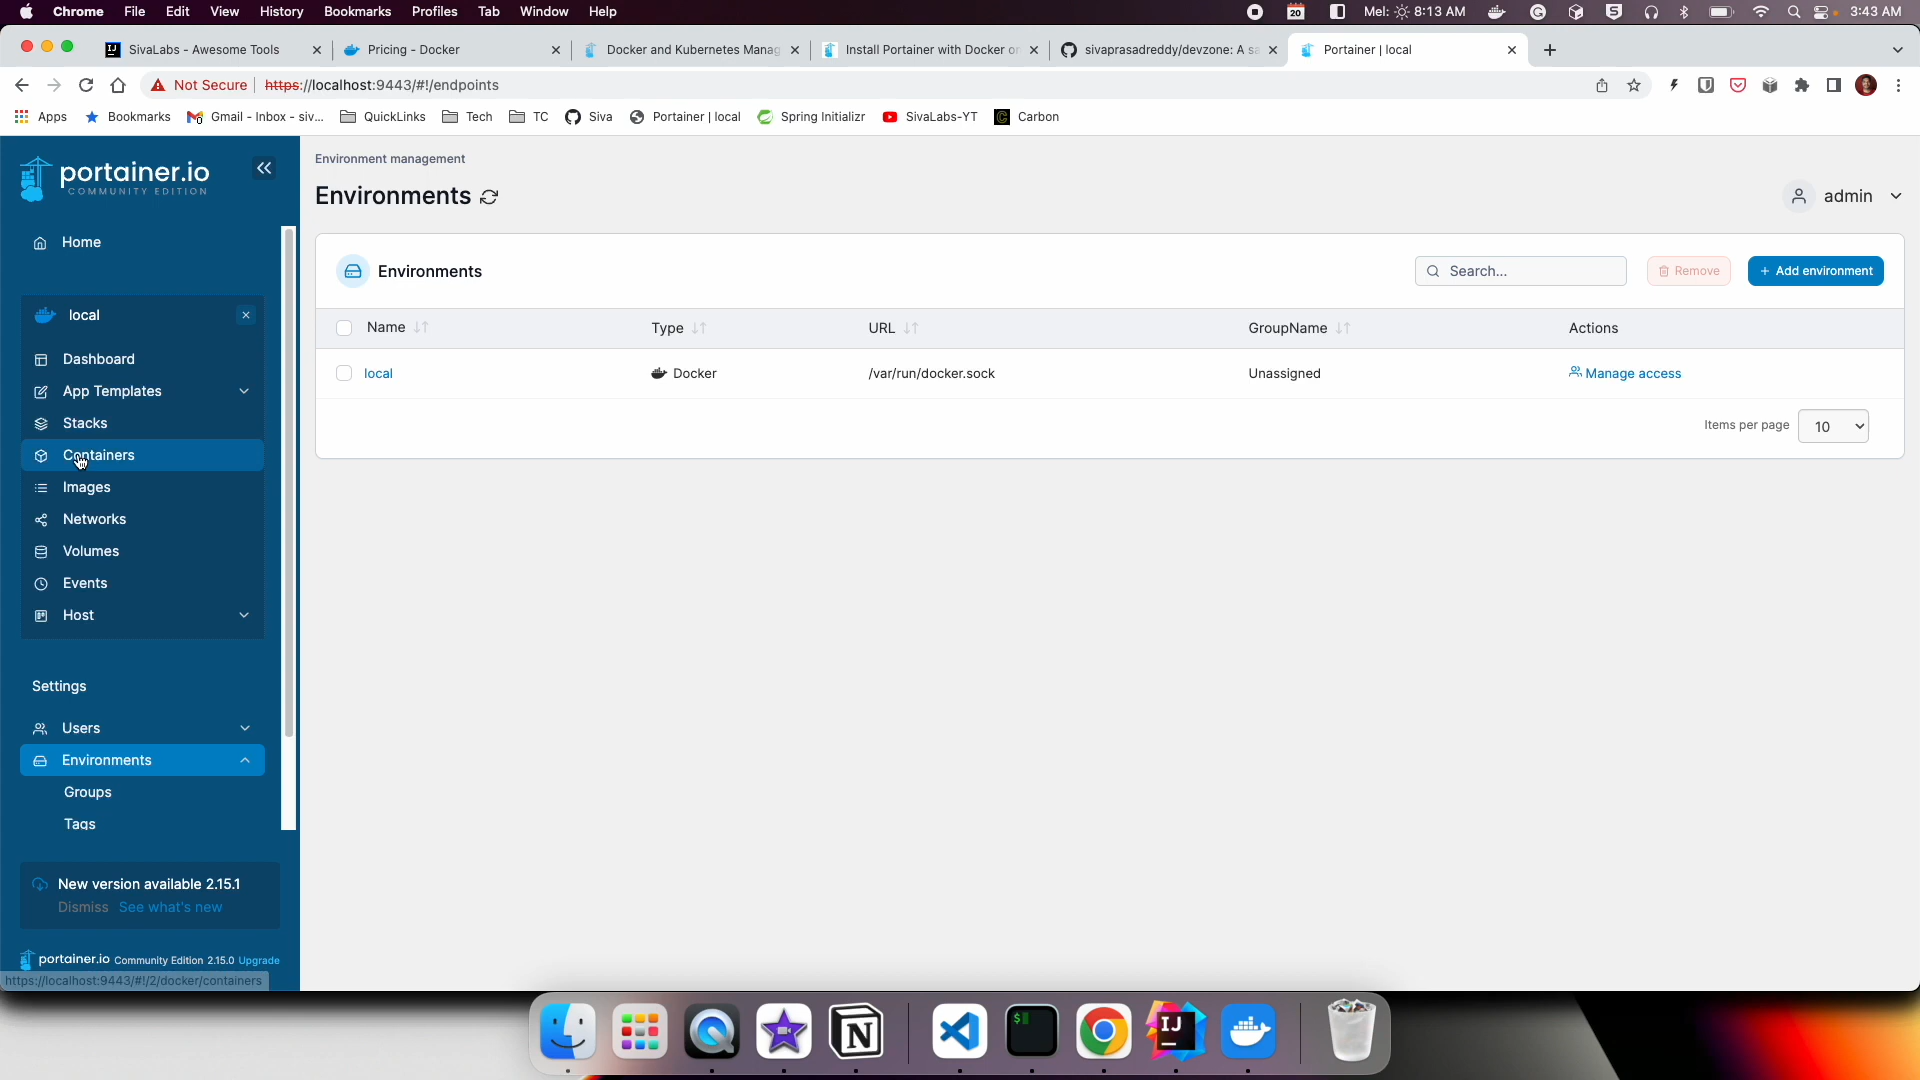 Chrome File Edit View History Bookmarks Profiles Tab Window Help 20 Mel: 8:13 AM 3:43 AM
SivaLabs - Awesome Tools Pricing - Docker Docker and Kubernetes Manag Install Portainer with Docker on sivaprasadreddy/devzone: A sa Portainer | local
Not Secure https://localhost:9443/#!/endpoints
Apps Bookmarks Gmail - Inbox - siv... QuickLinks Tech TC Siva Portainer | local Spring Initializr SivaLabs-YT Carbon
portainer.io
COMMUNITY EDITION
Home
local
Dashboard
App Templates
Stacks
Containers
Images
Networks
Volumes
Events
Host
Settings
Users
Environments
Groups
Tags
New version available 2.15.1
Dismiss See what's new
portainer.io Community Edition 2.15.0 Upgrade
https://localhost:9443/#!/2/docker/containers
Environment management
Environments
admin
Environments
Search...
Remove
+ Add environment
Name Type URL GroupName Actions
local Docker /var/run/docker.sock Unassigned Manage access
Items per page 10
N
$
IJ